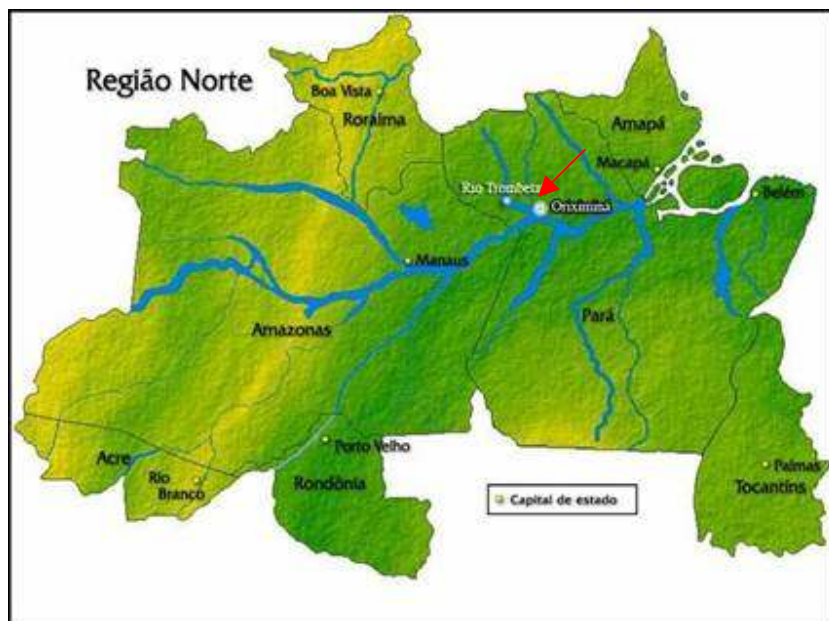 Região Norte
Boa Vista
Roraima
Amapá
Macapá
Rio Trombeta
Oriximiná
Belém
Manaus
Amazonas
Pará
Acre
Rio
Branco
Porto Velho
Rondônia
Palmas
Tocantins
Capital de estado